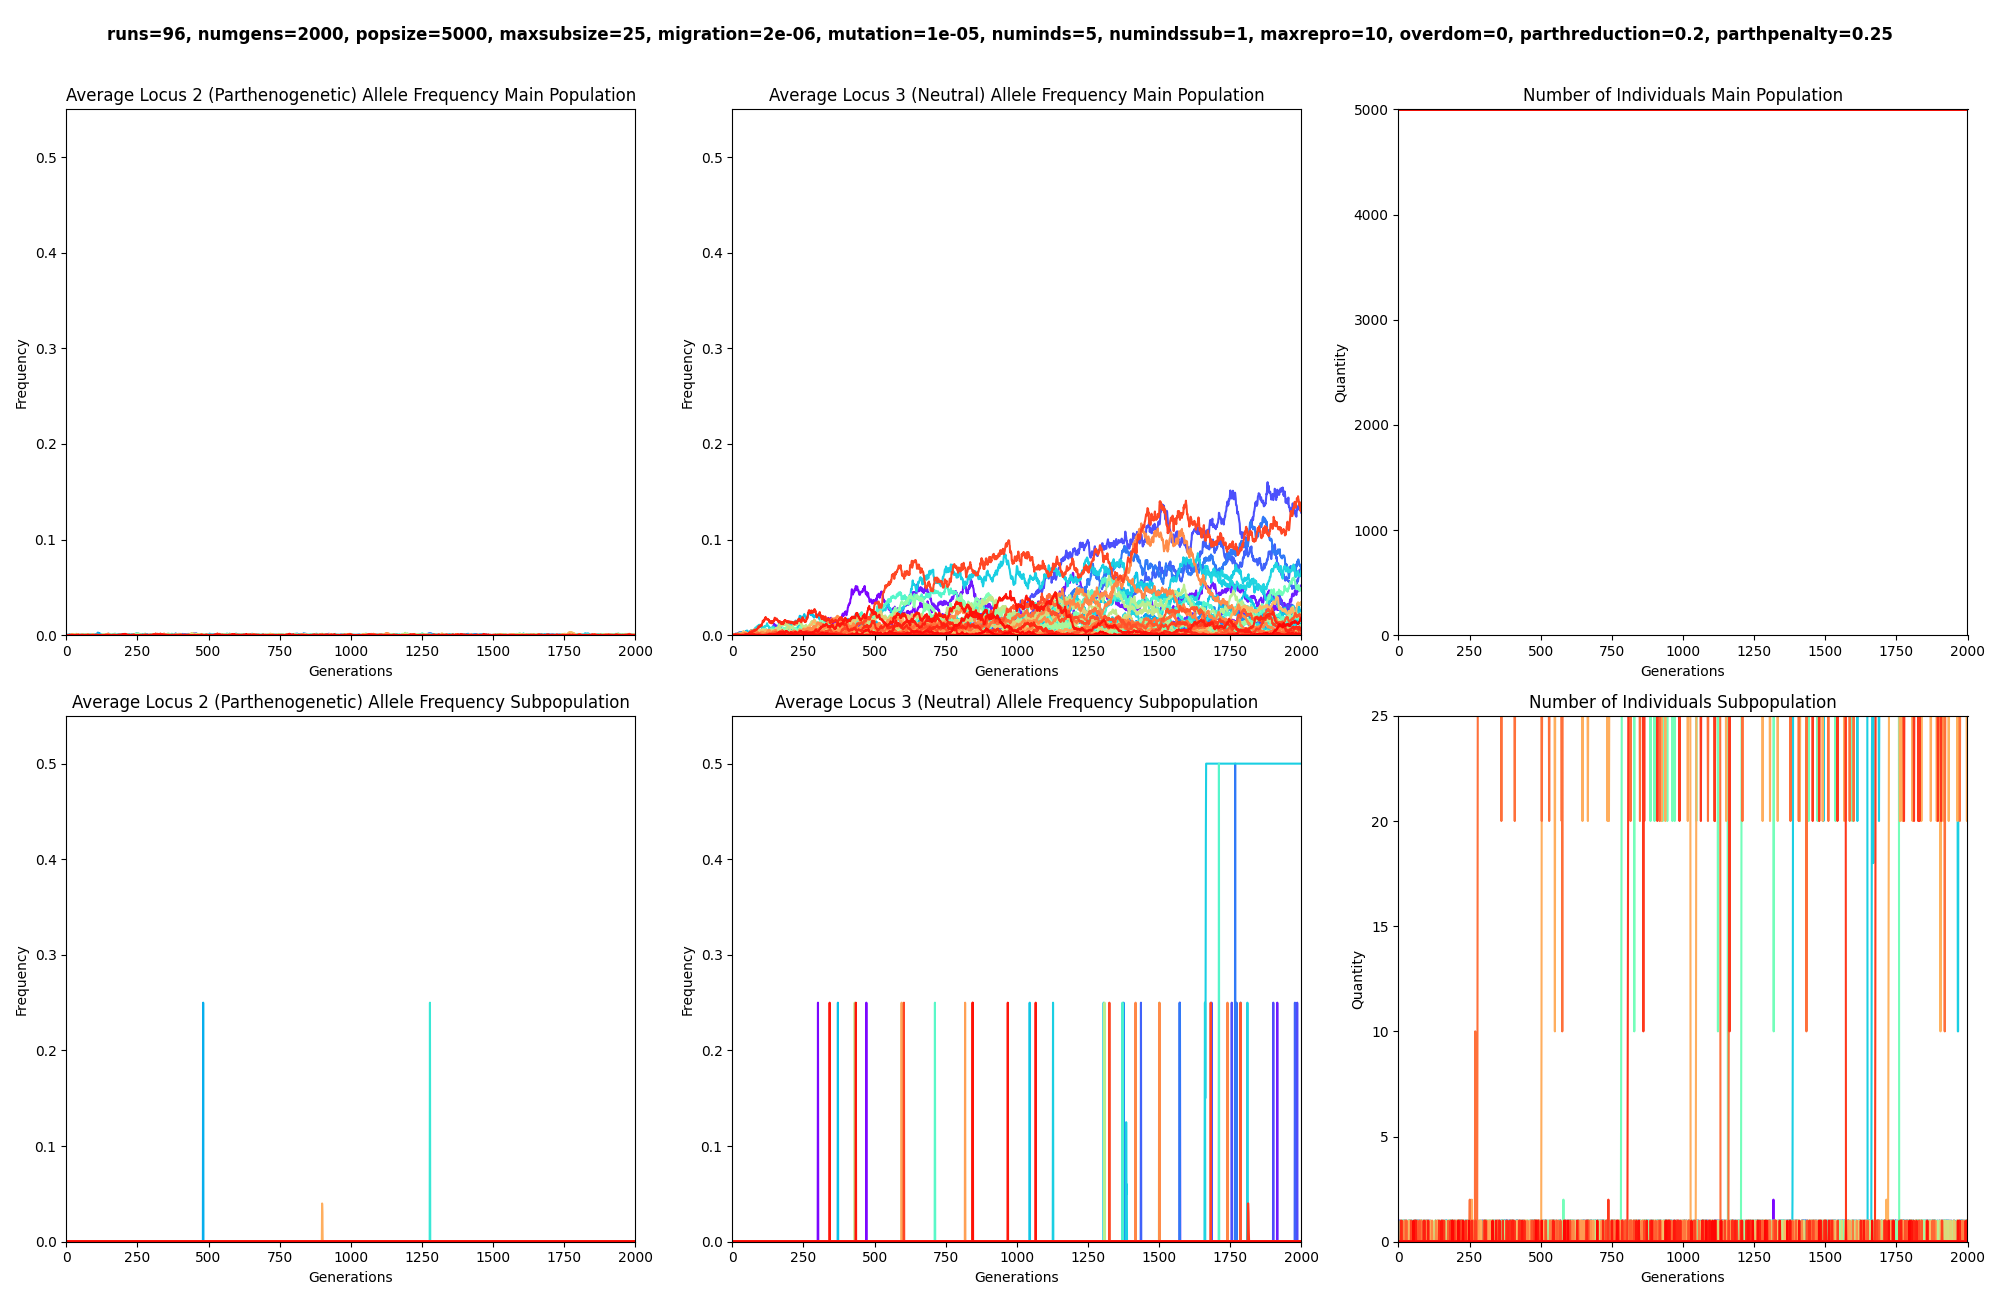 runs=96, numgens=2000, popsize=5000, maxsubsize=25, migration=2e-06, mutation=1e-05, numinds=5, numindssub=1, maxrepro=10, overdom=0, parthreduction=0.2, parthpenalty=0.25
Average Locus 2 (Parthenogenetic) Allele Frequency Main Population
Frequency
0.5
0.4
0.3
0.2
0.1
0.0
0 250 500 750 1000 1250 1500 1750 2000
Generations
Average Locus 3 (Neutral) Allele Frequency Main Population
Frequency
0.5
0.4
0.3
0.2
0.1
0.0
0 250 500 750 1000 1250 1500 1750 2000
Generations
Number of Individuals Main Population
Quantity
5000
4000
3000
2000
1000
0
0 250 500 750 1000 1250 1500 1750 2000
Generations
Average Locus 2 (Parthenogenetic) Allele Frequency Subpopulation
Frequency
0.5
0.4
0.3
0.2
0.1
0.0
0 250 500 750 1000 1250 1500 1750 2000
Generations
Average Locus 3 (Neutral) Allele Frequency Subpopulation
Frequency
0.5
0.4
0.3
0.2
0.1
0.0
0 250 500 750 1000 1250 1500 1750 2000
Generations
Number of Individuals Subpopulation
Quantity
25
20
15
10
5
0
0 250 500 750 1000 1250 1500 1750 2000
Generations